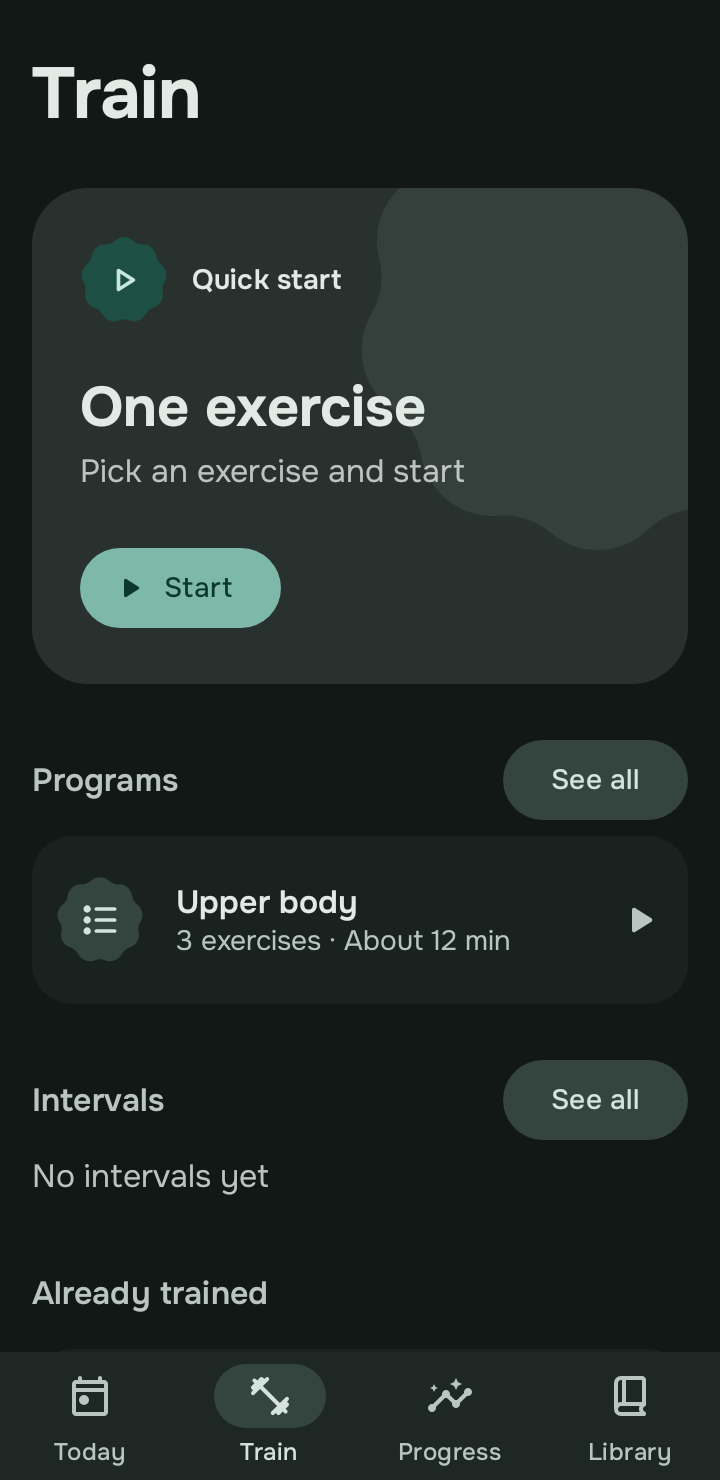 Train
Quick start
One exercise
Pick an exercise and start
Start
Programs
See all
Upper body
3 exercises · About 12 min
Intervals
See all
No intervals yet
Already trained
Today
Train
Progress
Library